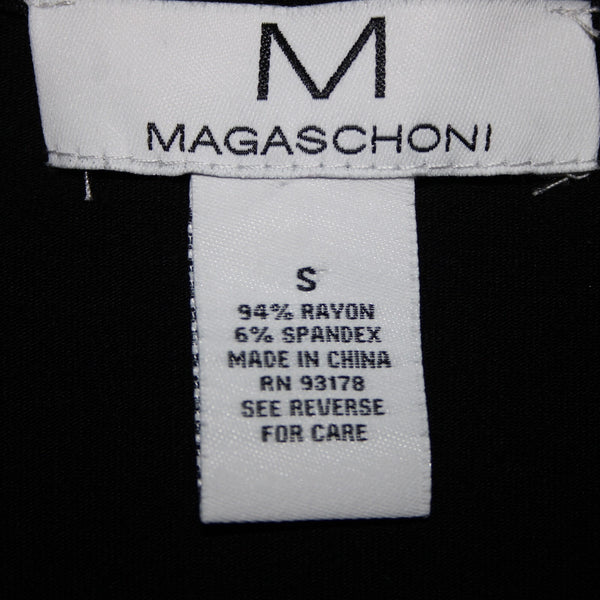 M
MAGASCHONI
S
94% RAYON
6% SPANDEX
MADE IN CHINA
RN 93178
SEE REVERSE
FOR CARE